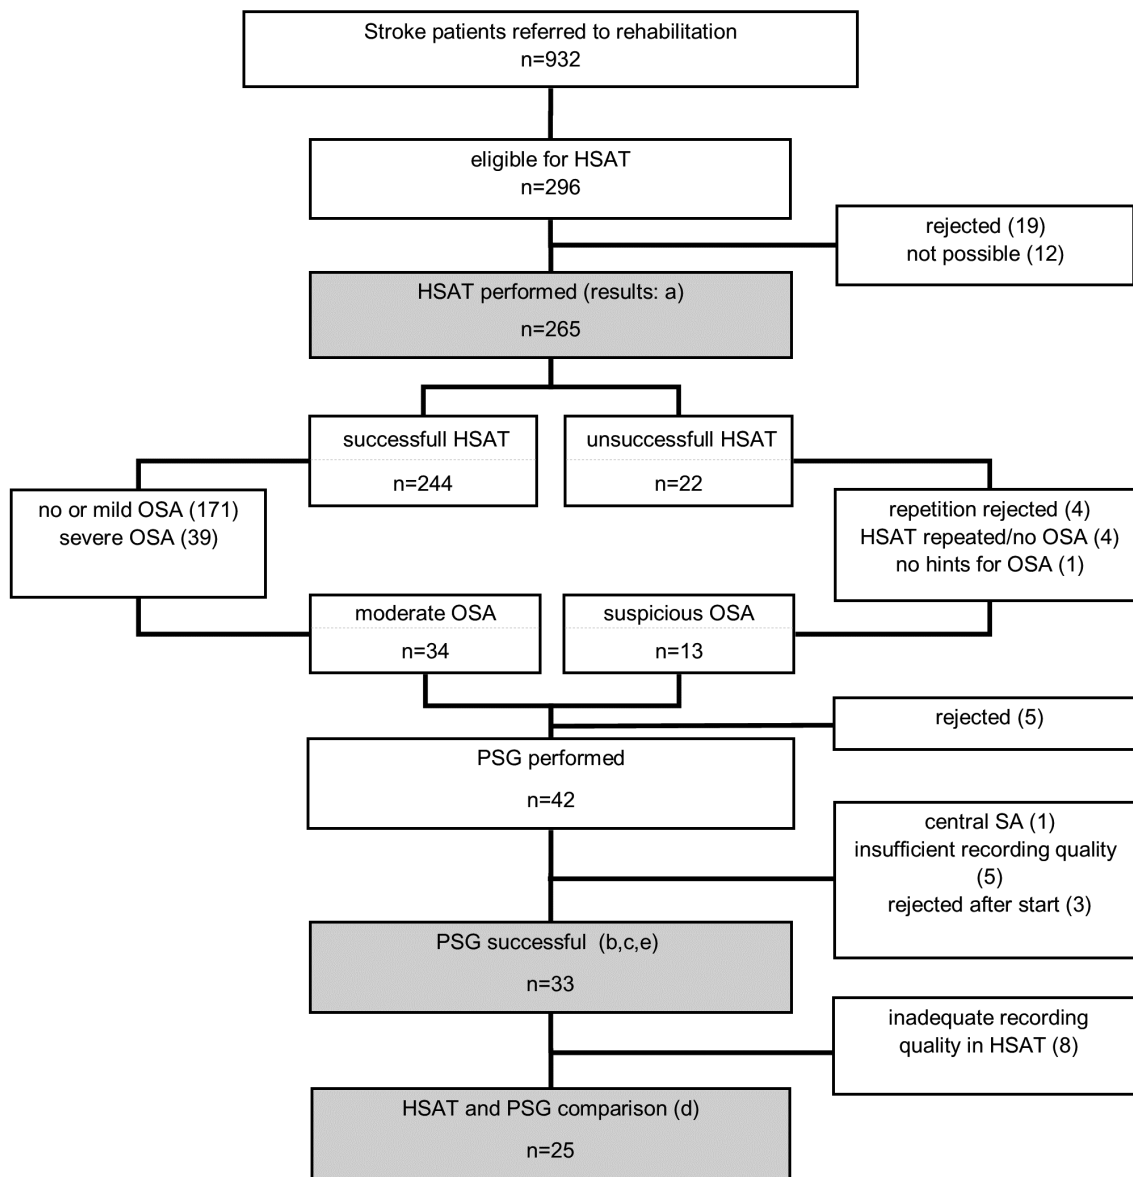 Stroke patients referred to rehabilitation
n=932
eligible for HSAT
n=296
rejected (19)
not possible (12)
HSAT performed (results: a)
n=265
successfull HSAT
n=244
unsuccessfull HSAT
n=22
no or mild OSA (171)
severe OSA (39)
repetition rejected (4)
HSAT repeated/no OSA (4)
no hints for OSA (1)
moderate OSA
n=34
suspicious OSA
n=13
rejected (5)
PSG performed
n=42
central SA (1)
insufficient recording quality
(5)
rejected after start (3)
PSG successful (b,c,e)
n=33
inadequate recording
quality in HSAT (8)
HSAT and PSG comparison (d)
n=25